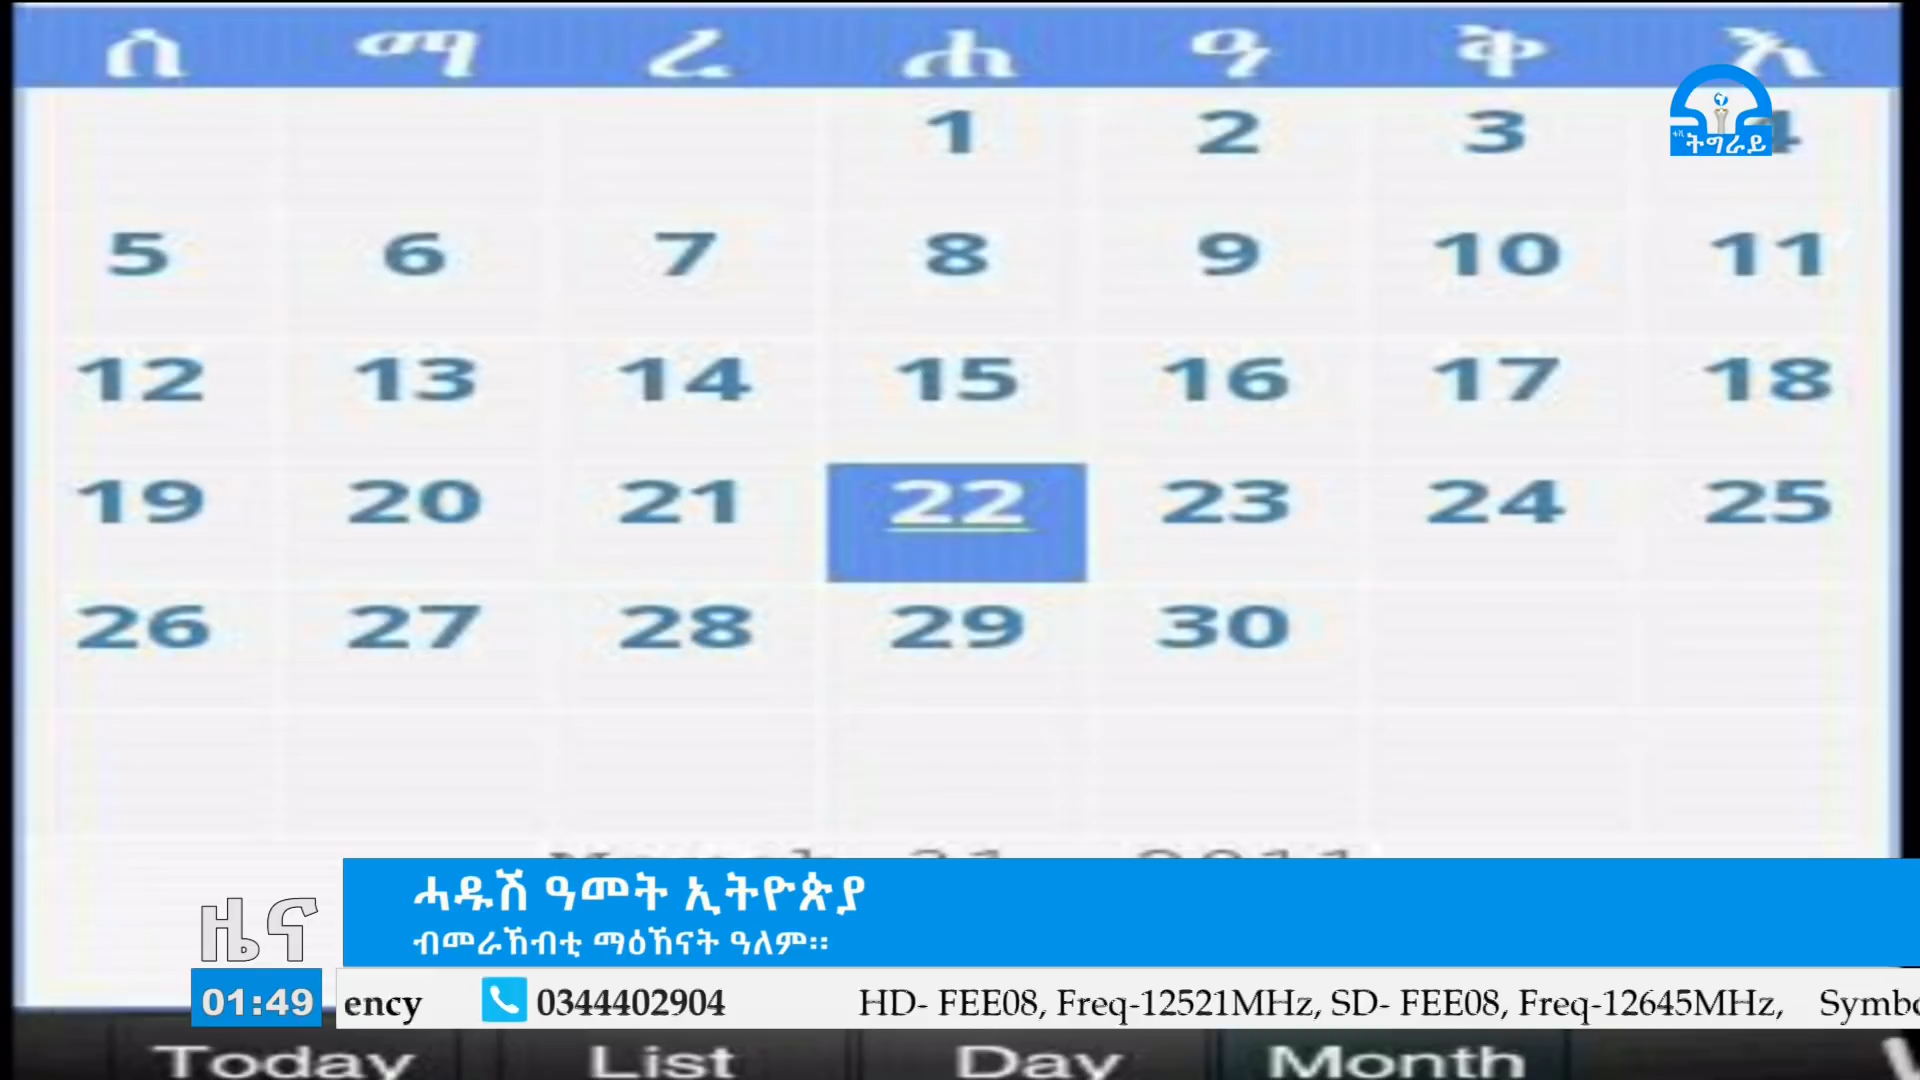 ሰ ማ ረ ሐ ዓ ቅ እ
1 2 3 4
ትግራይ
5 6 7 8 9 10 11
12 13 14 15 16 17 18
19 20 21 22 23 24 25
26 27 28 29 30
ሓዱሽ ዓመት ኢትዮጵያ
ዜና
ብመራኸብቲ ማዕኸናት ዓለም።
01:49 ency 0344402904 HD- FEE08, Freq-12521MHz, SD- FEE08, Freq-12645MHz,
Today List Day Month